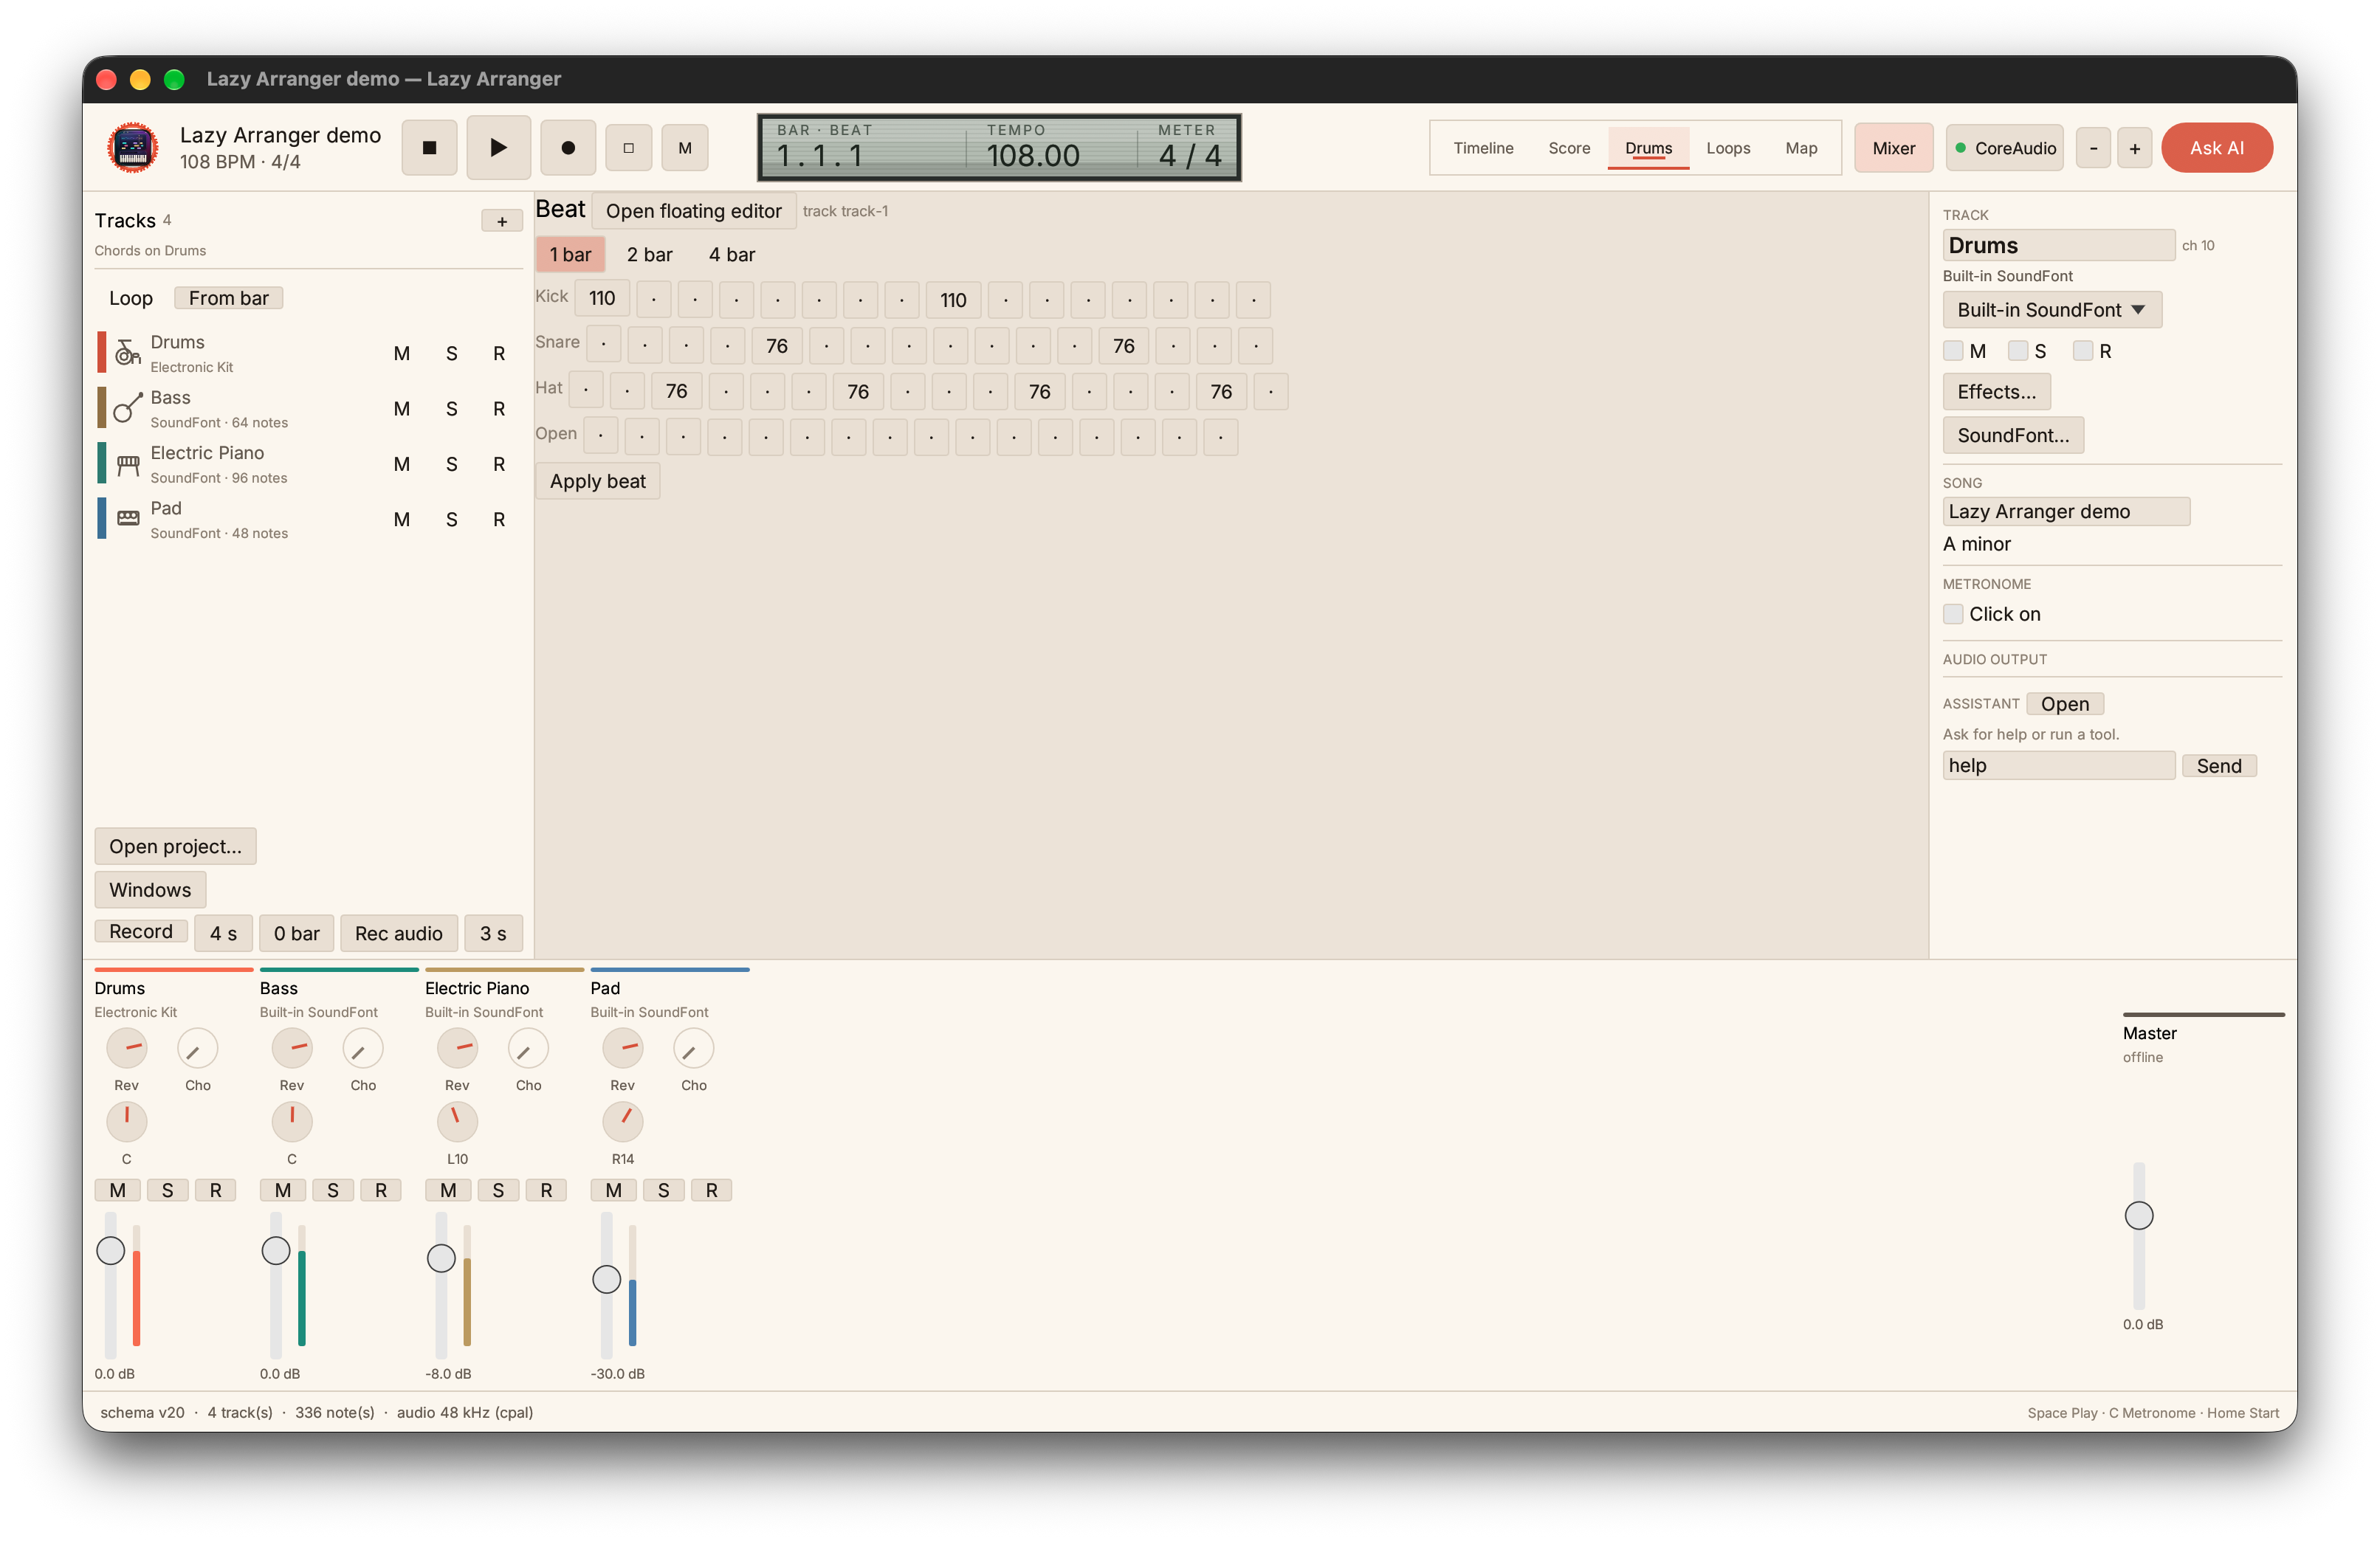 Lazy Arranger demo — Lazy Arranger
Lazy Arranger demo
108 BPM · 4/4
M
BAR · BEAT TEMPO METER
1.1.1 108.00 4/4
Timeline Score Drums Loops Map
Mixer
CoreAudio
- +
Ask AI
Tracks 4 +
Chords on Drums
Loop From bar
Drums M S R
Electronic Kit
Bass M S R
SoundFont · 64 notes
Electric Piano M S R
SoundFont · 96 notes
Pad M S R
SoundFont · 48 notes
Open project...
Windows
Record 4 s 0 bar Rec audio 3 s
Beat Open floating editor track track-1
1 bar 2 bar 4 bar
Kick 110 · · · · · · · 110 · · · · · · ·
Snare · · · · 76 · · · · · · · 76 · · ·
Hat · · 76 · · · 76 · · · 76 · · · 76 ·
Open · · · · · · · · · · · · · · · ·
Apply beat
TRACK
Drums ch 10
Built-in SoundFont
Built-in SoundFont
M S R
Effects...
SoundFont...
SONG
Lazy Arranger demo
A minor
METRONOME
Click on
AUDIO OUTPUT
ASSISTANT Open
Ask for help or run a tool.
help Send
Drums
Electronic Kit
Rev Cho
C
M S R
0.0 dB
Bass
Built-in SoundFont
Rev Cho
C
M S R
0.0 dB
Electric Piano
Built-in SoundFont
Rev Cho
L10
M S R
-8.0 dB
Pad
Built-in SoundFont
Rev Cho
R14
M S R
-30.0 dB
Master
offline
0.0 dB
schema v20 · 4 track(s) · 336 note(s) · audio 48 kHz (cpal)
Space Play · C Metronome · Home Start